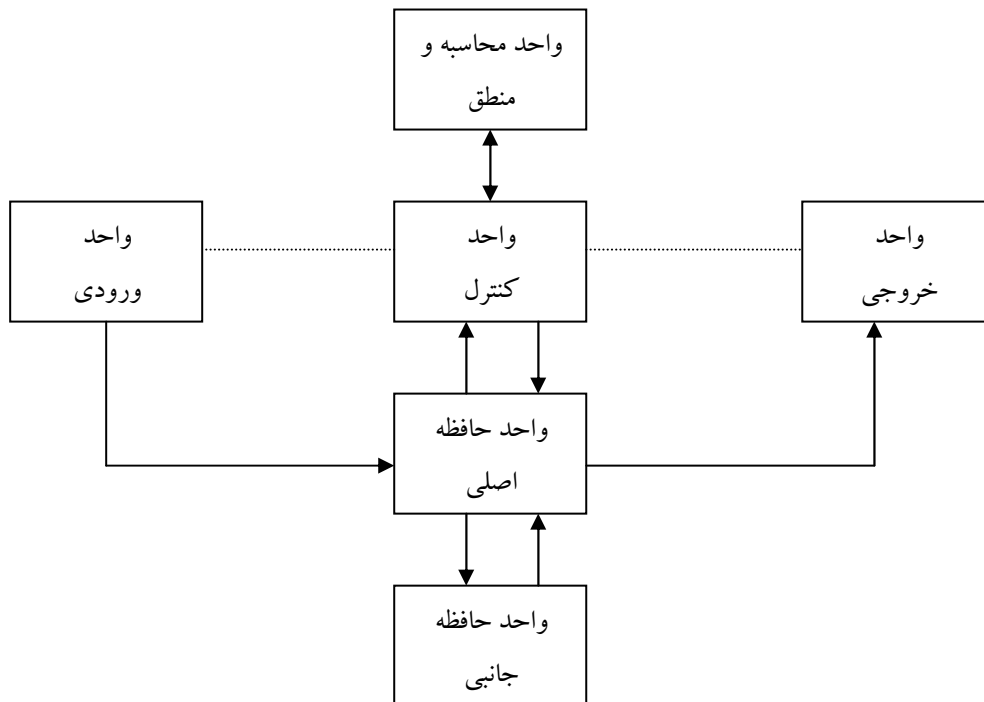 واحد محاسبه و
منطق
واحد
خروجی
واحد
کنترل
واحد
ورودی
واحد حافظه
اصلی
واحد حافظه
جانبی